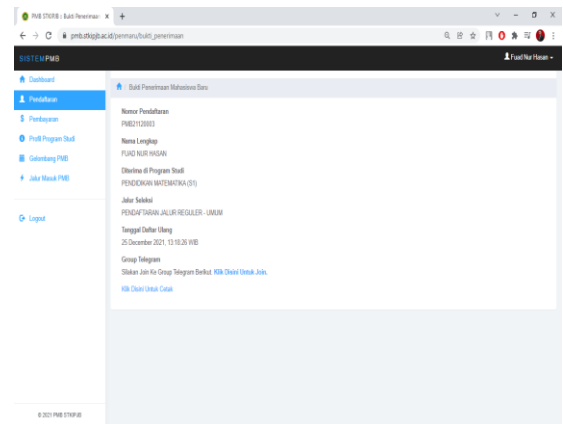 PMB STKIPJB :: Bukti Penerimaan
pmb.stkipjb.ac.id/penmaru/bukti_penerimaan
SISTEMPMB
Fuad Nur Hasan
Dashboard
Pendaftaran
Pembayaran
Profil Program Studi
Gelombang PMB
Jalur Masuk PMB
Logout
Bukti Penerimaan Mahasiswa Baru
Nomor Pendaftaran
PMB21120003
Nama Lengkap
FUAD NUR HASAN
Diterima di Program Studi
PENDIDIKAN MATEMATIKA (S1)
Jalur Seleksi
PENDAFTARAN JALUR REGULER - UMUM
Tanggal Daftar Ulang
25 December 2021, 13:18:26 WIB
Group Telegram
Silakan Join Ke Group Telegram Berikut. Klik Disini Untuk Join.
Klik Disini Untuk Cetak
© 2021 PMB STKIPJB